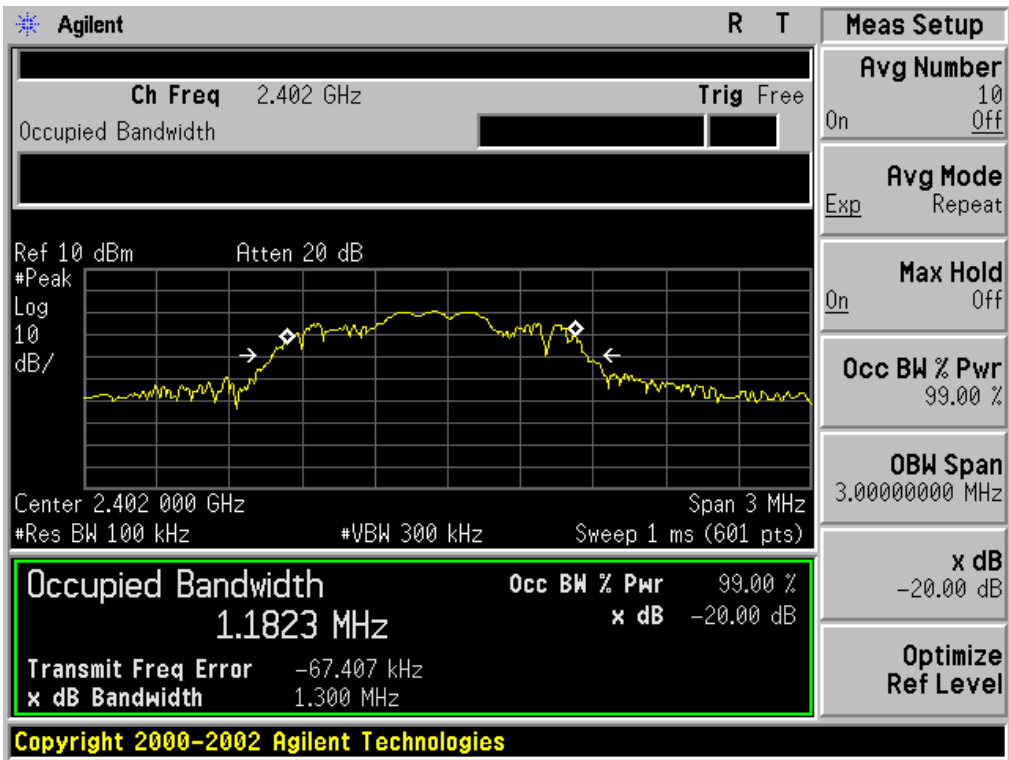 Agilent R T
Ch Freq 2.402 GHz Trig Free
Occupied Bandwidth
Ref 10 dBm Atten 20 dB
#Peak
Log
10
dB/
Center 2.402 000 GHz Span 3 MHz
#Res BW 100 kHz #VBW 300 kHz Sweep 1 ms (601 pts)
Occupied Bandwidth
1.1823 MHz
Occ BW % Pwr 99.00 %
x dB -20.00 dB
Transmit Freq Error -67.407 kHz
x dB Bandwidth 1.300 MHz
Copyright 2000-2002 Agilent Technologies
Meas Setup
Avg Number
10
On Off
Avg Mode
Exp Repeat
Max Hold
On Off
Occ BW % Pwr
99.00 %
OBW Span
3.00000000 MHz
x dB
-20.00 dB
Optimize
Ref Level